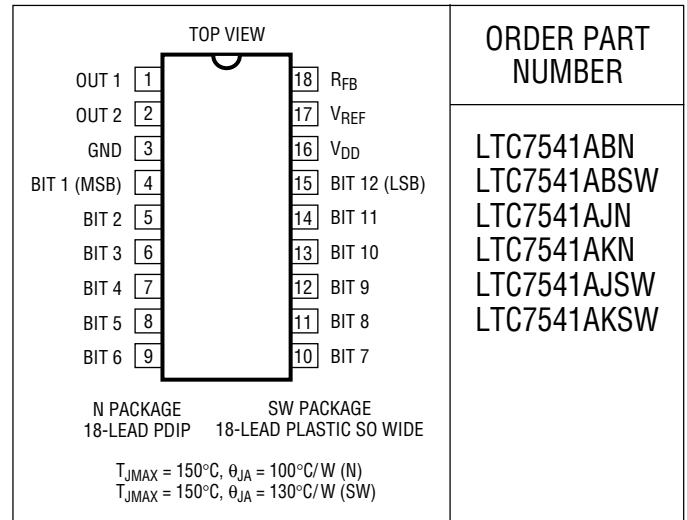 TOP VIEW
OUT 1 1
OUT 2 2
GND 3
BIT 1 (MSB) 4
BIT 2 5
BIT 3 6
BIT 4 7
BIT 5 8
BIT 6 9
18 RFB
17 VREF
16 VDD
15 BIT 12 (LSB)
14 BIT 11
13 BIT 10
12 BIT 9
11 BIT 8
10 BIT 7
N PACKAGE
18-LEAD PDIP
SW PACKAGE
18-LEAD PLASTIC SO WIDE
TJMAX = 150°C, θJA = 100°C/W (N)
TJMAX = 150°C, θJA = 130°C/W (SW)
ORDER PART
NUMBER
LTC7541ABN
LTC7541ABSW
LTC7541AJN
LTC7541AKN
LTC7541AJSW
LTC7541AKSW